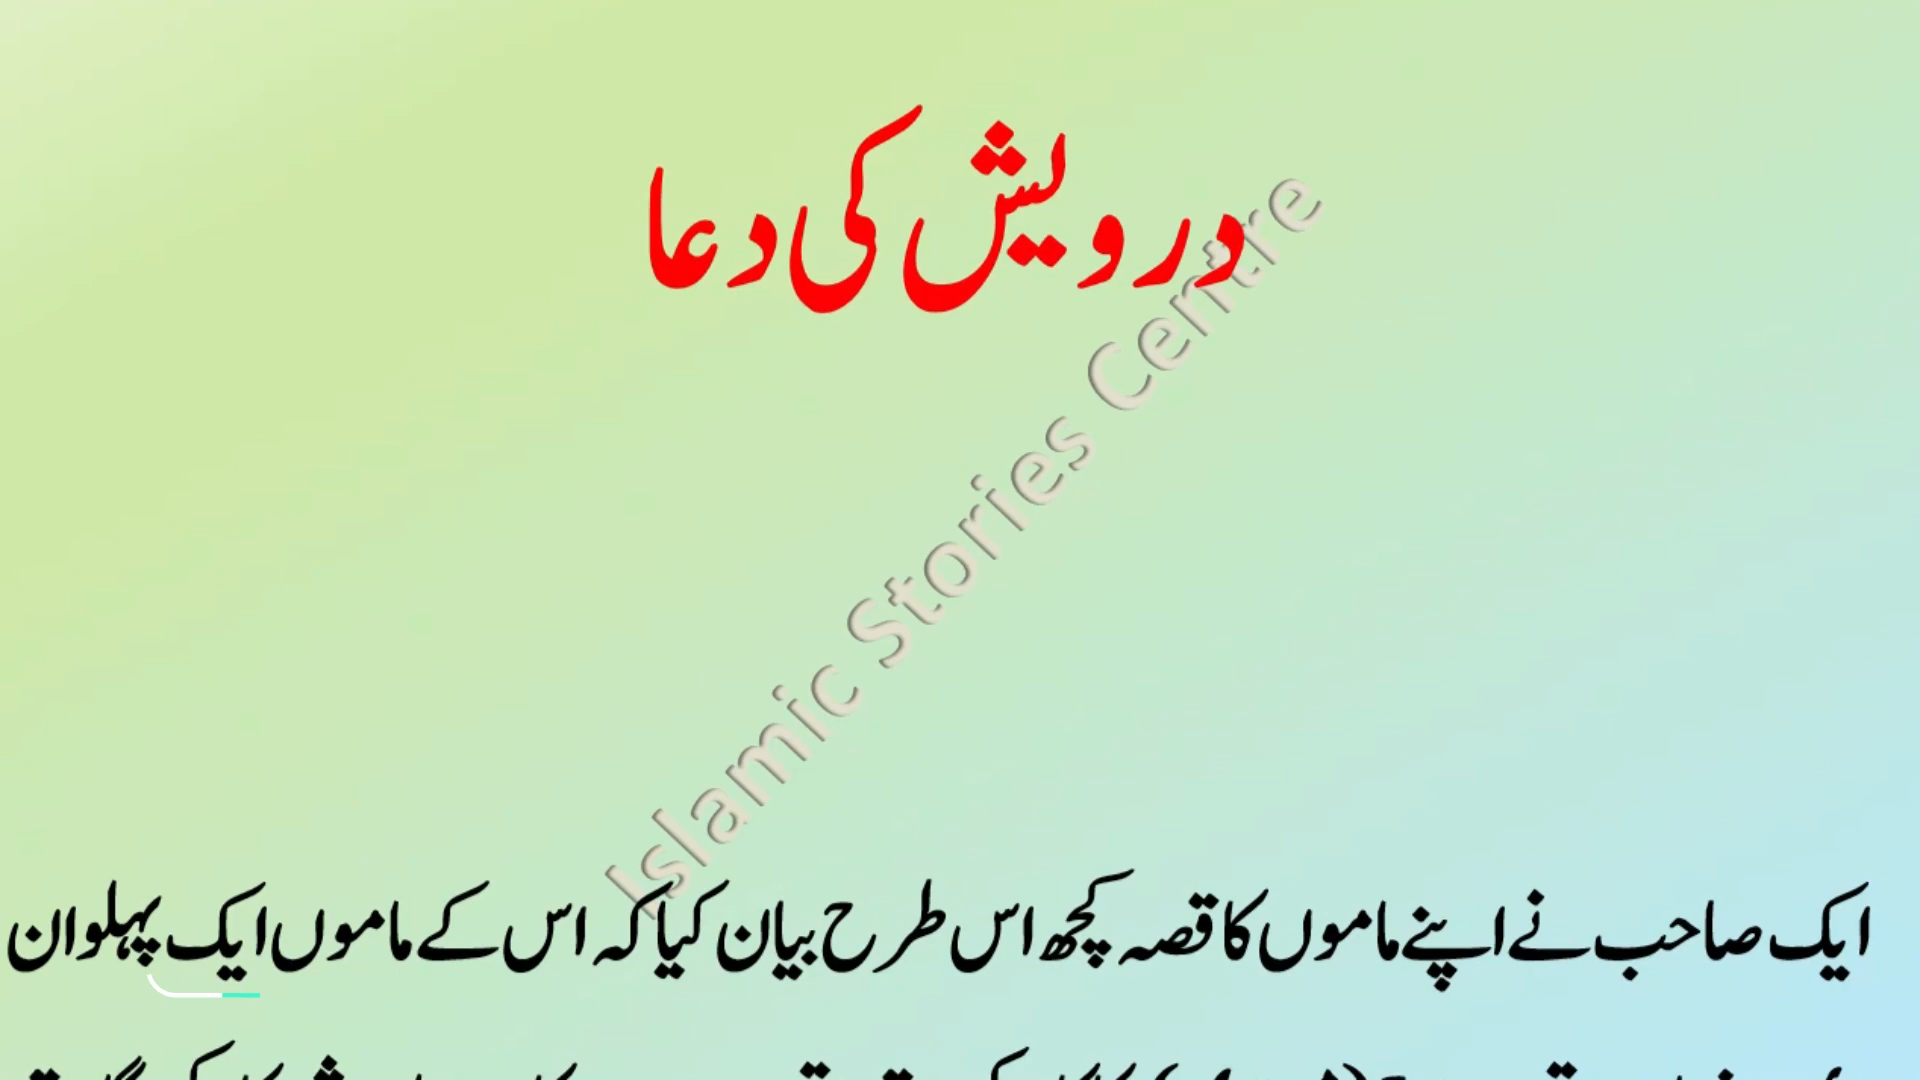 درویش کی دعا
Islamic Stories Centre
ایک صاحب نے اپنے ماموں کا قصہ کچھ اس طرح بیان کیا کہ اس کے ماموں ایک پہلوان